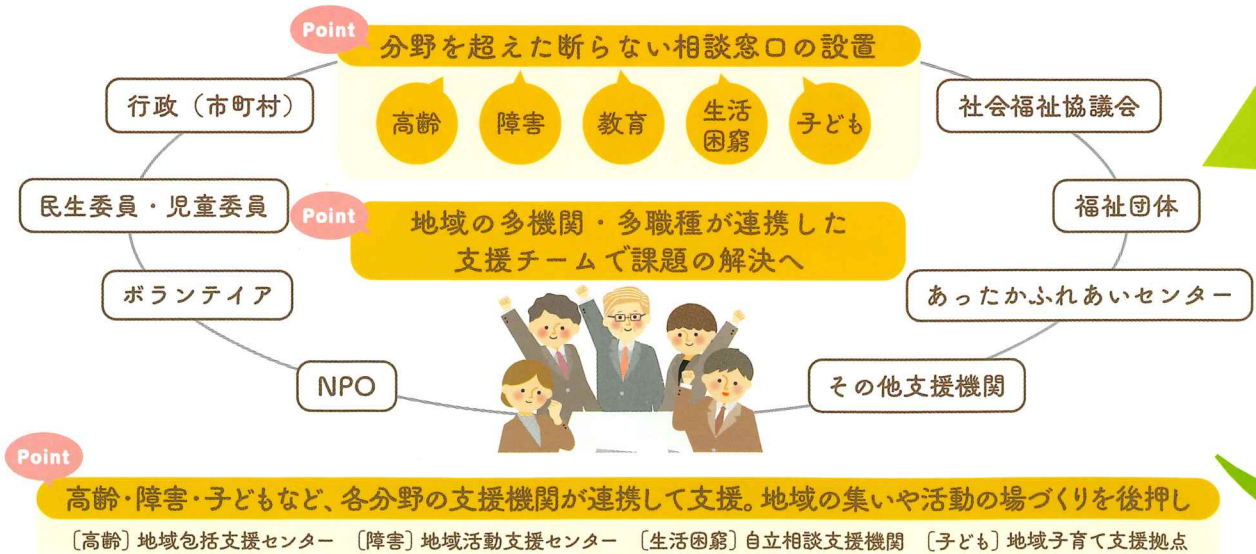 Point
分野を超えた断らない相談窓口の設置
高齢
障害
教育
生活
困窮
子ども
行政（市町村）
社会福祉協議会
民生委員・児童委員
福祉団体
Point
地域の多機関・多職種が連携した
支援チームで課題の解決へ
ボランテイア
あったかふれあいセンター
NPO
その他支援機関
Point
高齢・障害・子どもなど、各分野の支援機関が連携して支援。地域の集いや活動の場づくりを後押し
［高齢］地域包括支援センター ［障害］地域活動支援センター ［生活困窮］自立相談支援機関 ［子ども］地域子育て支援拠点